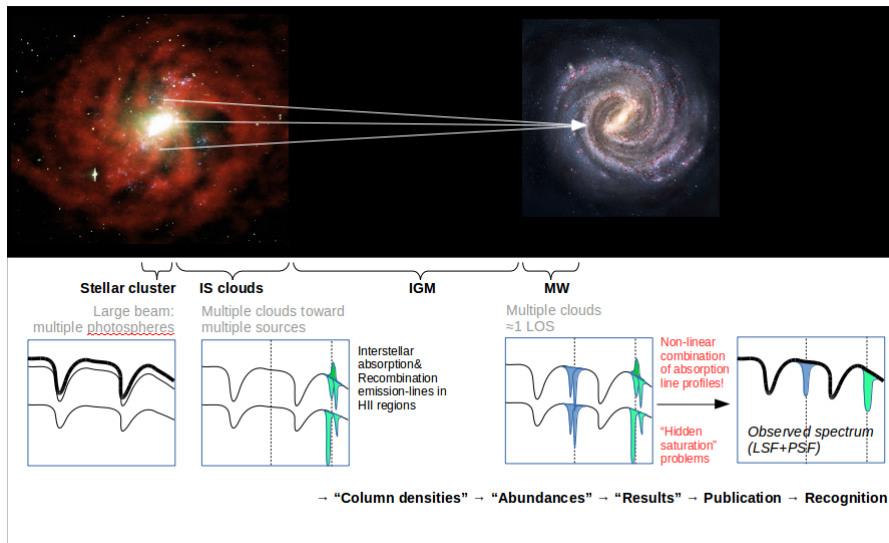 Stellar cluster
IS clouds
IGM
MW
Large beam:
multiple photospheres
Multiple clouds toward
multiple sources
Multiple clouds
≈1 LOS
Interstellar
absorption&
Recombination
emission-lines in
HII regions
Non-linear
combination
of absorption
line profiles!
“Hidden
saturation”
problems
Observed spectrum
(LSF+PSF)
→ “Column densities” → “Abundances” → “Results” → Publication → Recognition